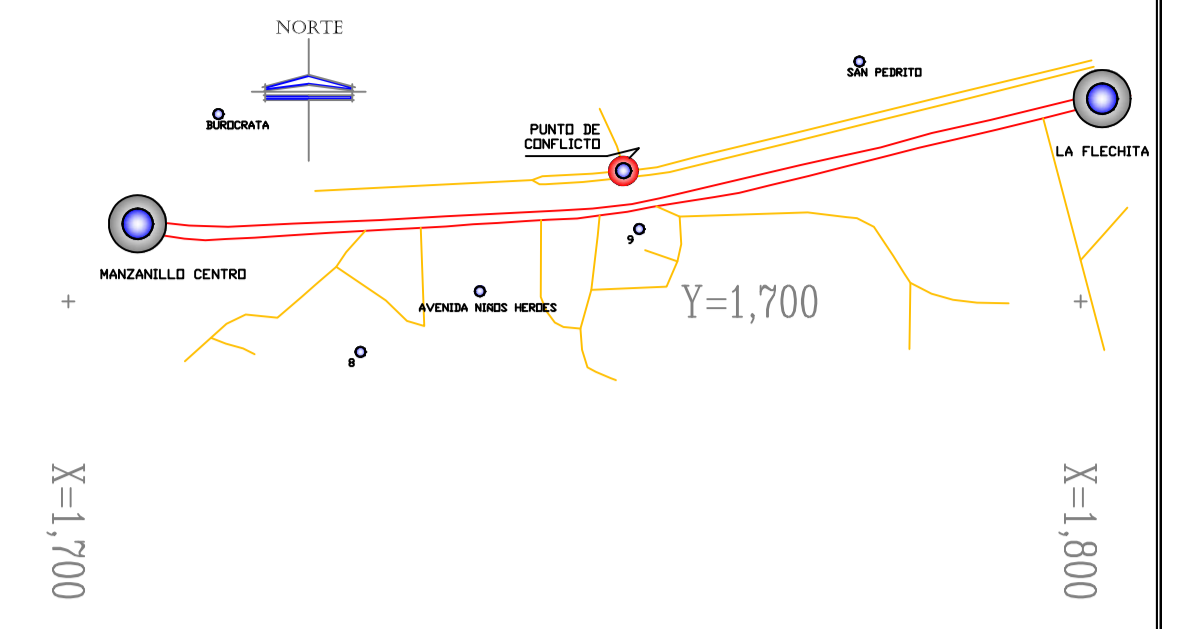 NORTE
SAN PEDRITO
BUROCRATA
PUNTO DE
CONFLICTO
LA FLECHITA
9
MANZANILLO CENTRO
AVENIDA NIÑOS HEROES
Y=1,700
8
X=1,700
X=1,800